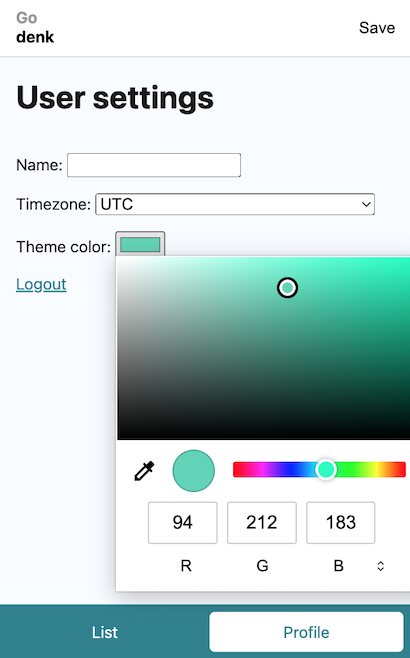 Go
denk
Save
User settings
Name:
Timezone: UTC
Theme color:
Logout
94 212 183
R G B
List Profile